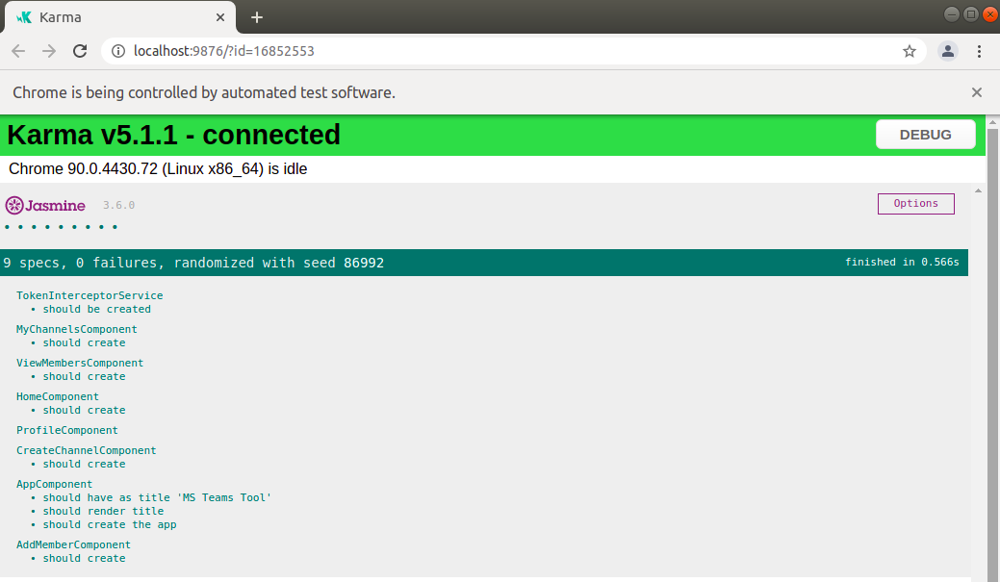 Karma
localhost:9876/?id=16852553
Chrome is being controlled by automated test software.
Karma v5.1.1 - connected
DEBUG
Chrome 90.0.4430.72 (Linux x86_64) is idle
Jasmine 3.6.0
Options
• • • • • • • • •
9 specs, 0 failures, randomized with seed 86992
finished in 0.566s
TokenInterceptorService
• should be created
MyChannelsComponent
• should create
ViewMembersComponent
• should create
HomeComponent
• should create
ProfileComponent
CreateChannelComponent
• should create
AppComponent
• should have as title 'MS Teams Tool'
• should render title
• should create the app
AddMemberComponent
• should create